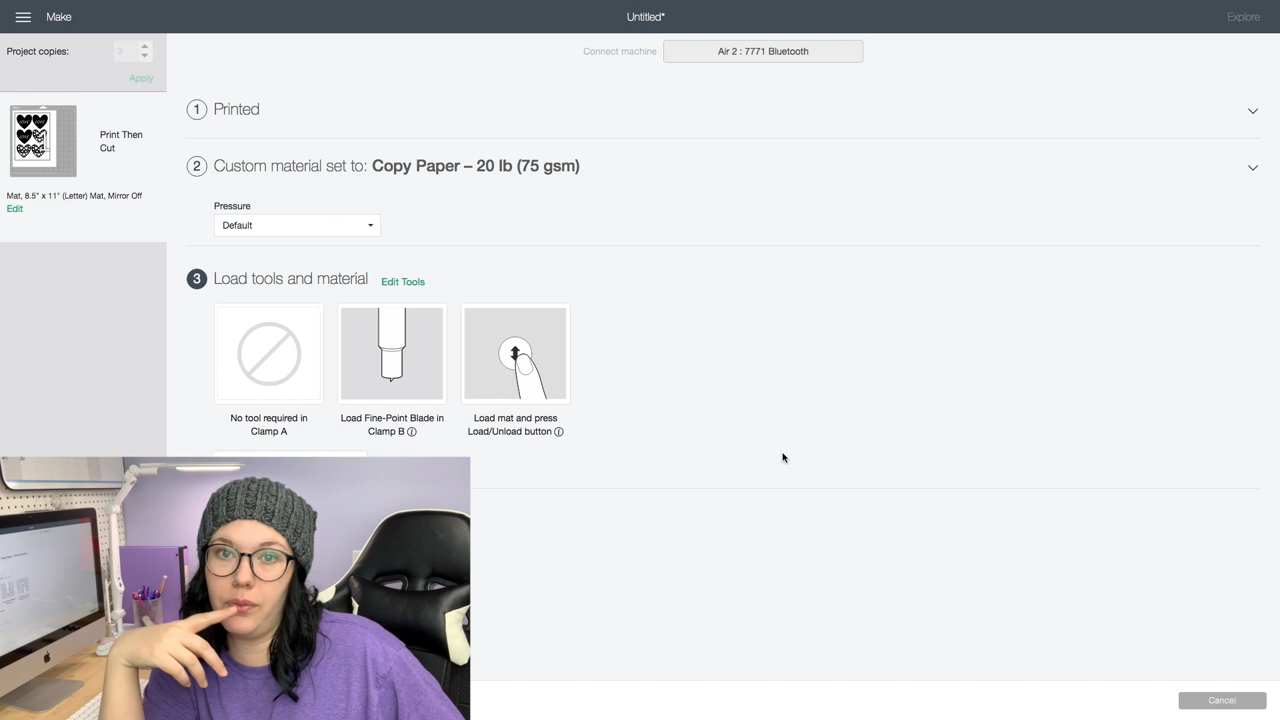 Make
Untitled*
Explore
Project copies:
3
Apply
Connect machine
Air 2 : 7771 Bluetooth
Print Then
Cut
Mat, 8.5" x 11" (Letter) Mat, Mirror Off
Edit
1 Printed
2 Custom material set to: Copy Paper – 20 lb (75 gsm)
Pressure
Default
3 Load tools and material Edit Tools
No tool required in
Clamp A
Load Fine-Point Blade in
Clamp B
Load mat and press
Load/Unload button
Cancel